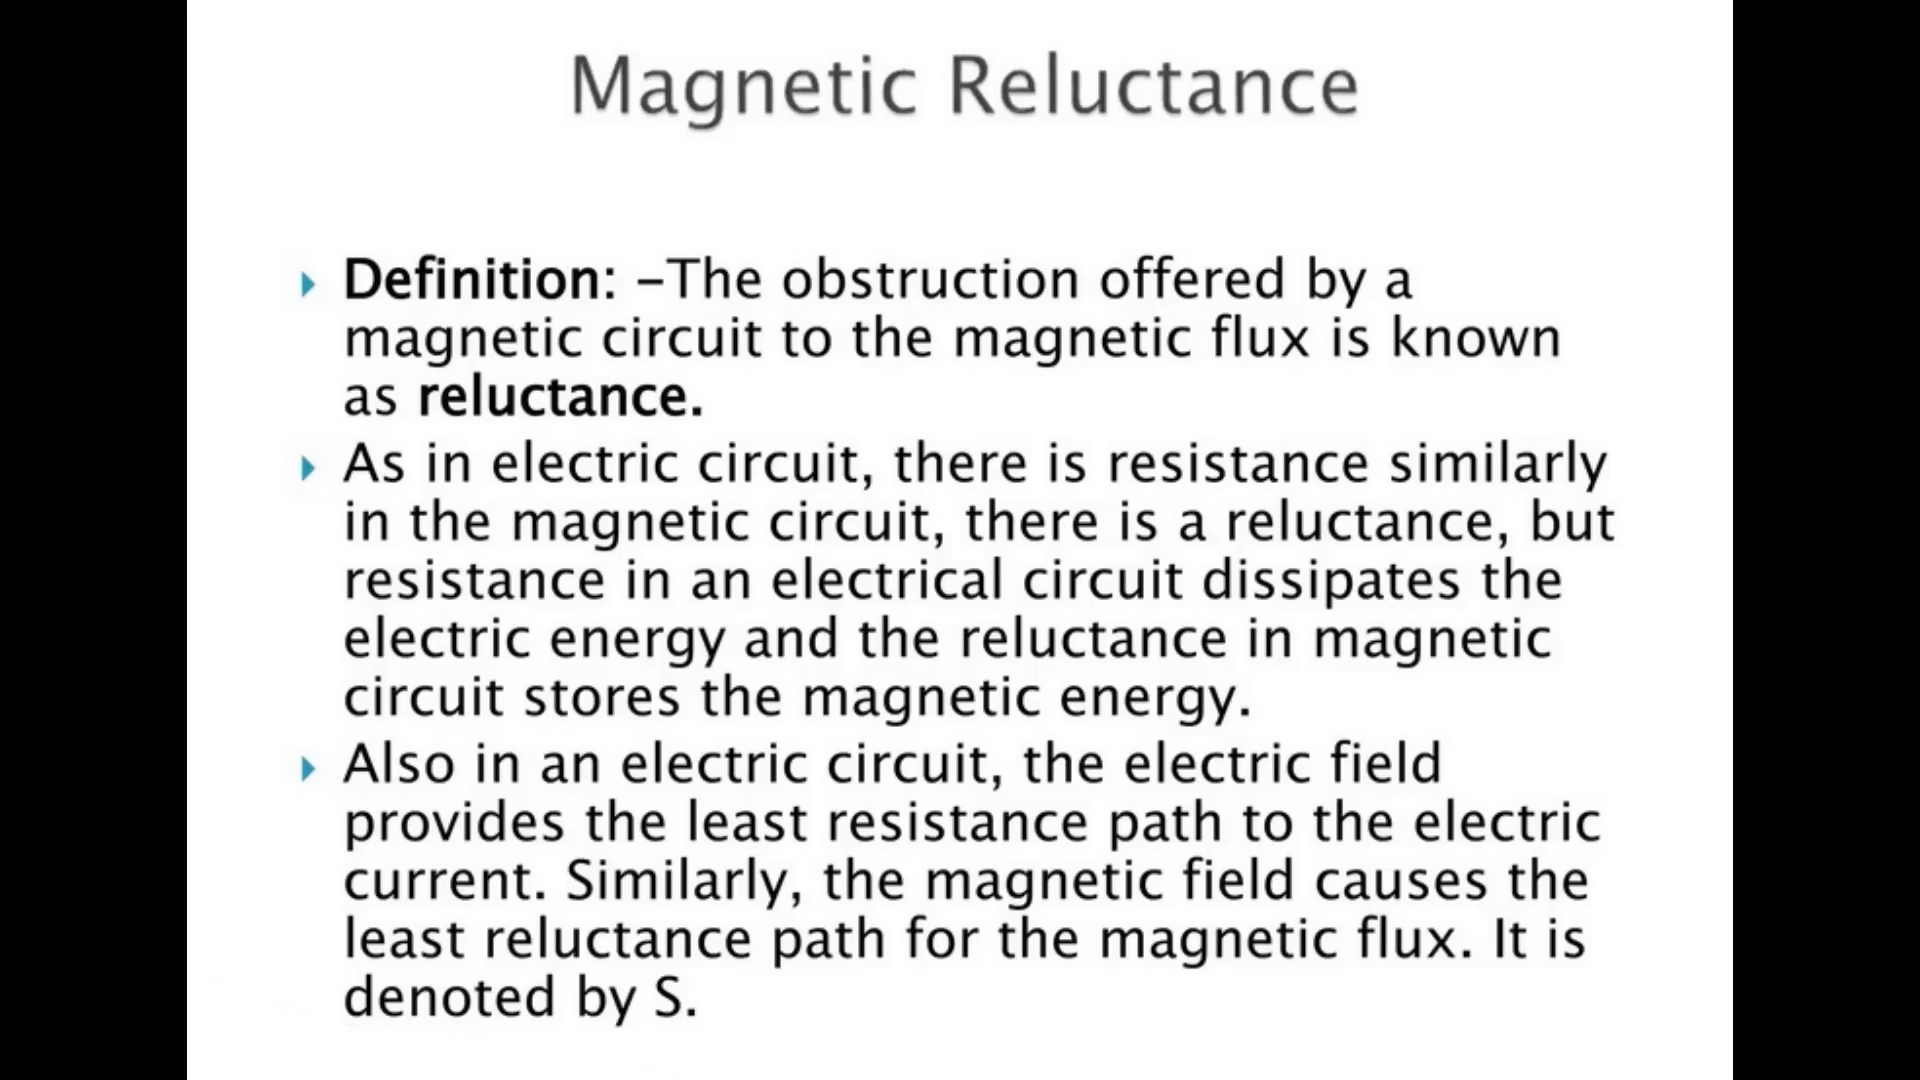 Magnetic Reluctance
Definition: –The obstruction offered by a
magnetic circuit to the magnetic flux is known
as reluctance.
As in electric circuit, there is resistance similarly
in the magnetic circuit, there is a reluctance, but
resistance in an electrical circuit dissipates the
electric energy and the reluctance in magnetic
circuit stores the magnetic energy.
Also in an electric circuit, the electric field
provides the least resistance path to the electric
current. Similarly, the magnetic field causes the
least reluctance path for the magnetic flux. It is
denoted by S.